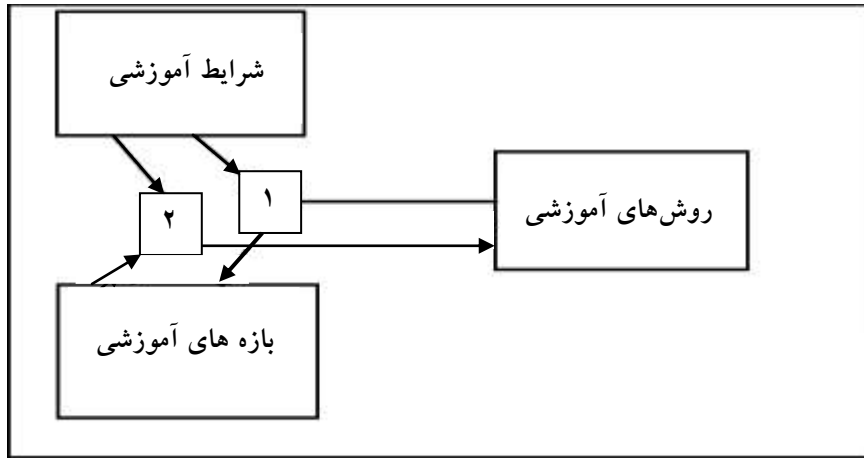 شرایط آموزشی
۱
روش‌های آموزشی
۲
بازه های آموزشی